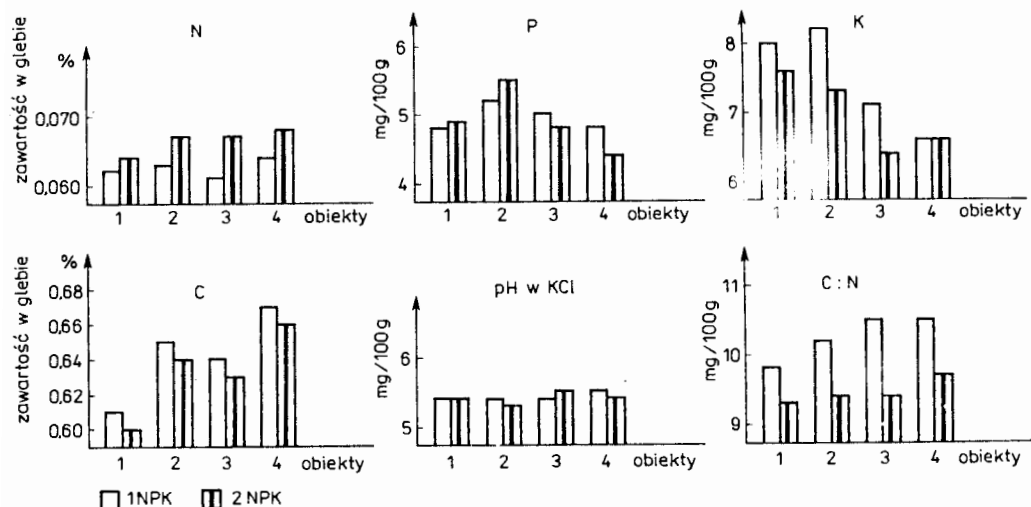 N
zawartość w glebie
%
0,070
0,060
1 2 3 4 obiekty
P
mg/100g
6
5
4
1 2 3 4 obiekty
K
mg/100g
8
7
6
1 2 3 4 obiekty
C
zawartość w glebie
%
0,68
0,66
0,64
0,62
0,60
1 2 3 4 obiekty
pH w KCl
mg/100g
6
5
1 2 3 4 obiekty
C:N
mg/100g
11
10
9
1 2 3 4 obiekty
1NPK 2NPK